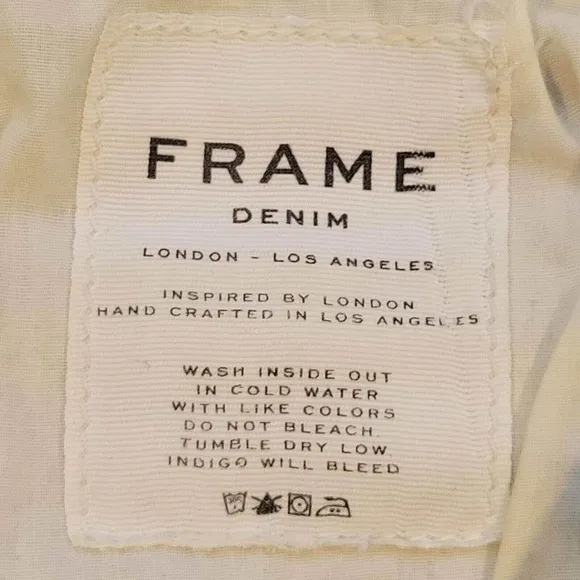 FRAME
DENIM
LONDON - LOS ANGELES
INSPIRED BY LONDON
HAND CRAFTED IN LOS ANGELES
WASH INSIDE OUT
IN COLD WATER
WITH LIKE COLORS
DO NOT BLEACH.
TUMBLE DRY LOW
INDIGO WILL BLEED